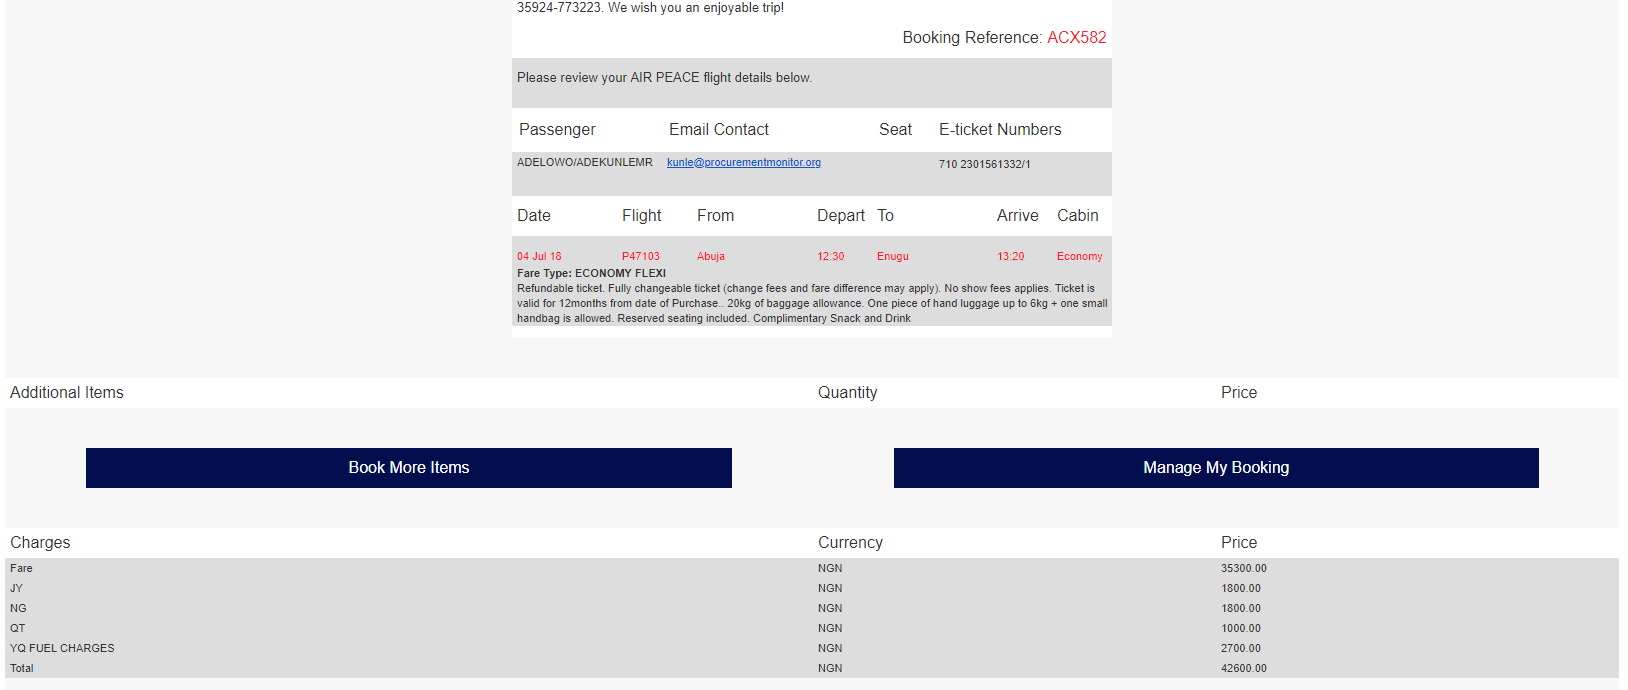 35924-773223. We wish you an enjoyable trip!
Booking Reference: ACX582
Please review your AIR PEACE flight details below.
Passenger Email Contact Seat E-ticket Numbers
ADELOWO/ADEKUNLEMR kunle@procurementmonitor.org 710 2301561332/1
Date Flight From Depart To Arrive Cabin
04 Jul 18 P47103 Abuja 12:30 Enugu 13:20 Economy
Fare Type: ECONOMY FLEXI
Refundable ticket. Fully changeable ticket (change fees and fare difference may apply). No show fees applies. Ticket is
valid for 12months from date of Purchase.. 20kg of baggage allowance. One piece of hand luggage up to 6kg + one small
handbag is allowed. Reserved seating included. Complimentary Snack and Drink
Additional Items Quantity Price
Book More Items Manage My Booking
Charges Currency Price
Fare NGN 35300.00
JY NGN 1800.00
NG NGN 1800.00
QT NGN 1000.00
YQ FUEL CHARGES NGN 2700.00
Total NGN 42600.00